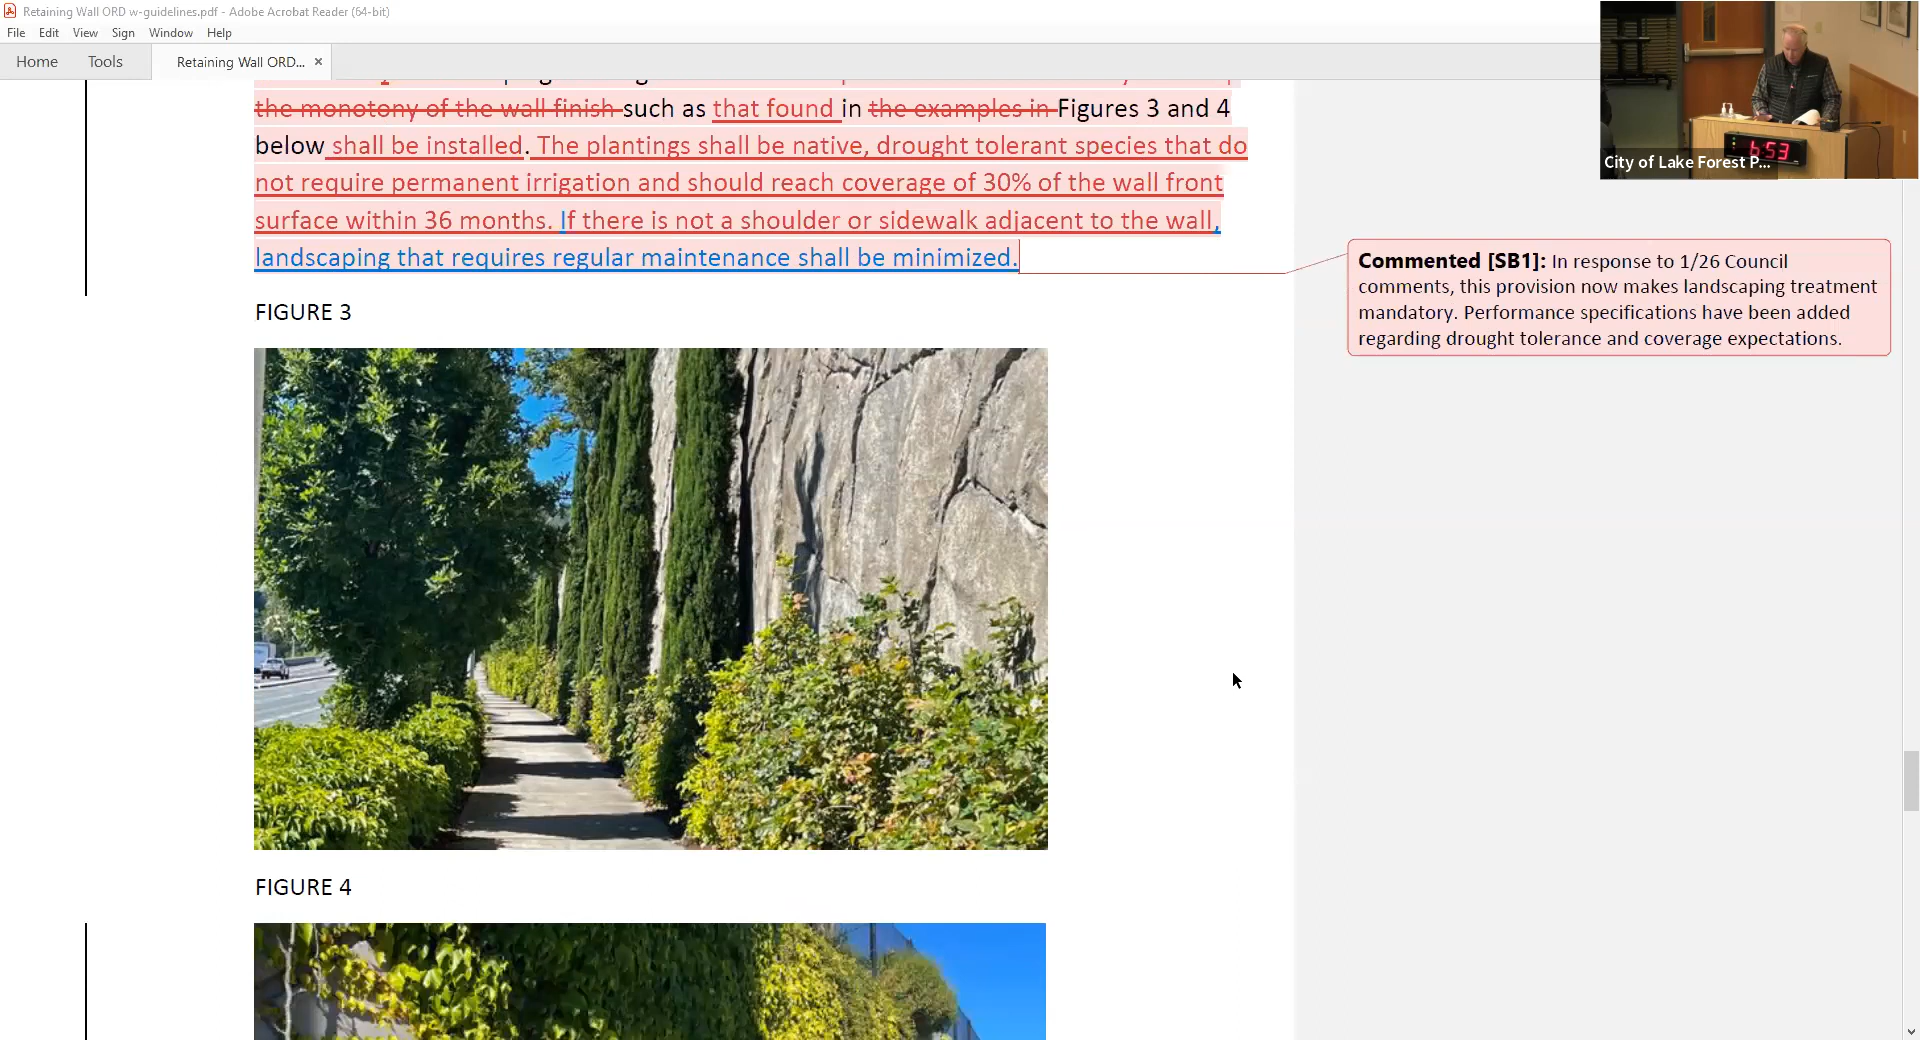 Retaining Wall ORD w-guidelines.pdf - Adobe Acrobat Reader (64-bit)
File Edit View Sign Window Help
Home Tools Retaining Wall ORD... ×
the monotony of the wall finish such as that found in the examples in Figures 3 and 4
below shall be installed. The plantings shall be native, drought tolerant species that do
not require permanent irrigation and should reach coverage of 30% of the wall front
surface within 36 months. If there is not a shoulder or sidewalk adjacent to the wall,
landscaping that requires regular maintenance shall be minimized.
Commented [SB1]: In response to 1/26 Council
comments, this provision now makes landscaping treatment
mandatory. Performance specifications have been added
regarding drought tolerance and coverage expectations.
FIGURE 3
FIGURE 4
6:53
City of Lake Forest P...